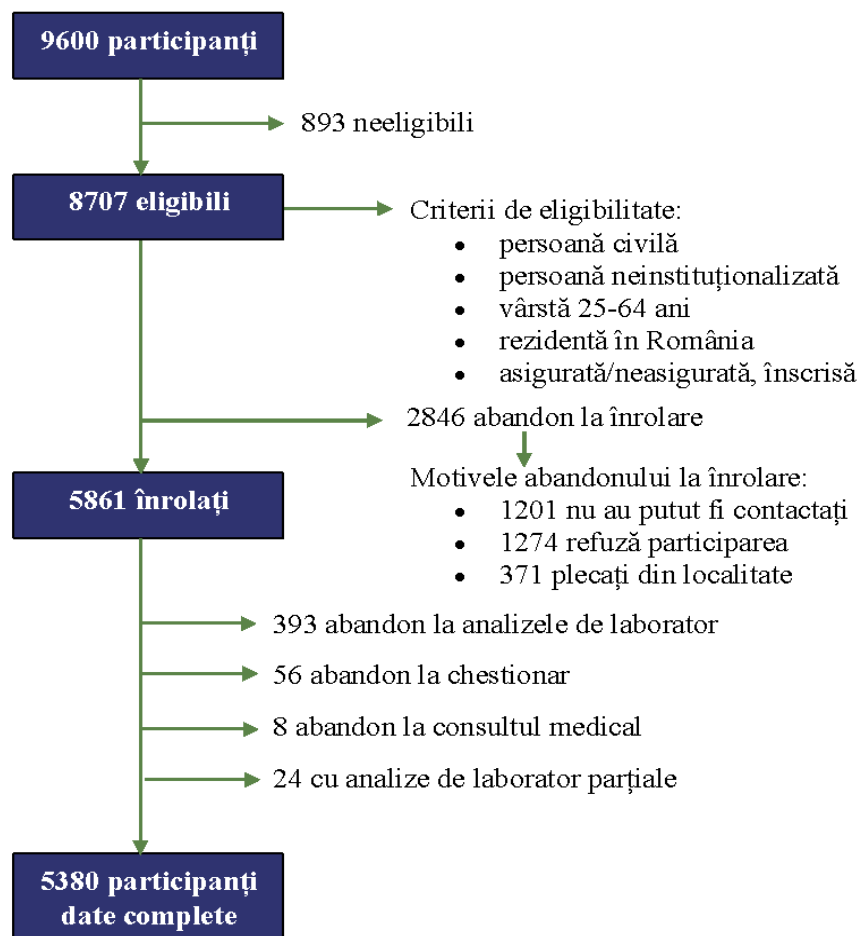 9600 participanți
893 neeligibili
8707 eligibili
Criterii de eligibilitate:
• persoană civilă
• persoană neinstituționalizată
• vârstă 25-64 ani
• rezidentă în România
• asigurată/neasigurată, înscrisă
2846 abandon la înrolare
Motivele abandonului la înrolare:
• 1201 nu au putut fi contactați
• 1274 refuză participarea
• 371 plecați din localitate
5861 înrolați
393 abandon la analizele de laborator
56 abandon la chestionar
8 abandon la consultul medical
24 cu analize de laborator parțiale
5380 participanți
date complete